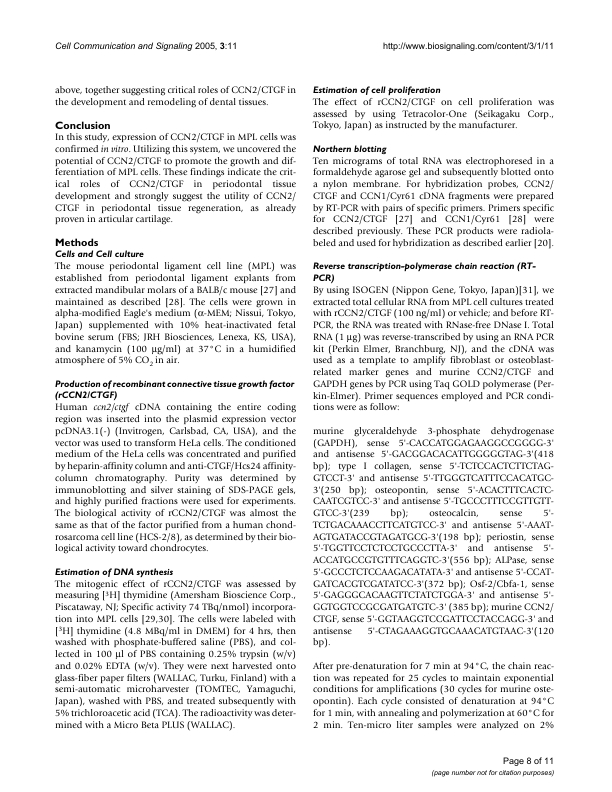 Cell Communication and Signaling 2005, 3:11
http://www.biosignaling.com/content/3/1/11
above, together suggesting critical roles of CCN2/CTGF in
the development and remodeling of dental tissues.
Conclusion
In this study, expression of CCN2/CTGF in MPL cells was
confirmed in vitro. Utilizing this system, we uncovered the
potential of CCN2/CTGF to promote the growth and dif-
ferentiation of MPL cells. These findings indicate the crit-
ical roles of CCN2/CTGF in periodontal tissue
development and strongly suggest the utility of CCN2/
CTGF in periodontal tissue regeneration, as already
proven in articular cartilage.
Methods
Cells and Cell culture
The mouse periodontal ligament cell line (MPL) was
established from periodontal ligament explants from
extracted mandibular molars of a BALB/c mouse [27] and
maintained as described [28]. The cells were grown in
alpha-modified Eagle's medium (α-MEM; Nissui, Tokyo,
Japan) supplemented with 10% heat-inactivated fetal
bovine serum (FBS; JRH Biosciences, Lenexa, KS, USA),
and kanamycin (100 μg/ml) at 37°C in a humidified
atmosphere of 5% CO2 in air.
Production of recombinant connective tissue growth factor
(rCCN2/CTGF)
Human ccn2/ctgf cDNA containing the entire coding
region was inserted into the plasmid expression vector
pcDNA3.1(-) (Invitrogen, Carlsbad, CA, USA), and the
vector was used to transform HeLa cells. The conditioned
medium of the HeLa cells was concentrated and purified
by heparin-affinity column and anti-CTGF/Hcs24 affinity-
column chromatography. Purity was determined by
immunoblotting and silver staining of SDS-PAGE gels,
and highly purified fractions were used for experiments.
The biological activity of rCCN2/CTGF was almost the
same as that of the factor purified from a human chond-
rosarcoma cell line (HCS-2/8), as determined by their bio-
logical activity toward chondrocytes.
Estimation of DNA synthesis
The mitogenic effect of rCCN2/CTGF was assessed by
measuring [3H] thymidine (Amersham Bioscience Corp.,
Piscataway, NJ; Specific activity 74 TBq/nmol) incorpora-
tion into MPL cells [29,30]. The cells were labeled with
[3H] thymidine (4.8 MBq/ml in DMEM) for 4 hrs, then
washed with phosphate-buffered saline (PBS), and col-
lected in 100 μl of PBS containing 0.25% trypsin (w/v)
and 0.02% EDTA (w/v). They were next harvested onto
glass-fiber paper filters (WALLAC, Turku, Finland) with a
semi-automatic microharvester (TOMTEC, Yamaguchi,
Japan), washed with PBS, and treated subsequently with
5% trichloroacetic acid (TCA). The radioactivity was deter-
mined with a Micro Beta PLUS (WALLAC).
Estimation of cell proliferation
The effect of rCCN2/CTGF on cell proliferation was
assessed by using Tetracolor-One (Seikagaku Corp.,
Tokyo, Japan) as instructed by the manufacturer.
Northern blotting
Ten micrograms of total RNA was electrophoresed in a
formaldehyde agarose gel and subsequently blotted onto
a nylon membrane. For hybridization probes, CCN2/
CTGF and CCN1/Cyr61 cDNA fragments were prepared
by RT-PCR with pairs of specific primers. Primers specific
for CCN2/CTGF [27] and CCN1/Cyr61 [28] were
described previously. These PCR products were radiola-
beled and used for hybridization as described earlier [20].
Reverse transcription-polymerase chain reaction (RT-
PCR)
By using ISOGEN (Nippon Gene, Tokyo, Japan)[31], we
extracted total cellular RNA from MPL cell cultures treated
with rCCN2/CTGF (100 ng/ml) or vehicle; and before RT-
PCR, the RNA was treated with RNase-free DNase I. Total
RNA (1 μg) was reverse-transcribed by using an RNA PCR
kit (Perkin Elmer, Branchburg, NJ), and the cDNA was
used as a template to amplify fibroblast or osteoblast-
related marker genes and murine CCN2/CTGF and
GAPDH genes by PCR using Taq GOLD polymerase (Per-
kin-Elmer). Primer sequences employed and PCR condi-
tions were as follow:
murine glyceraldehyde 3-phosphate dehydrogenase
(GAPDH), sense 5'-CACCATGGAGAAGGCCGGGG-3'
and antisense 5'-GACGGACACATTGGGGGTAG-3'(418
bp); type I collagen, sense 5'-TCTCCACTCTTCTAG-
GTCCT-3' and antisense 5'-TTGGGTCATTTCCACATGC-
3'(250 bp); osteopontin, sense 5'-ACACTTTCACTC-
CAATCGTCC-3' and antisense 5'-TGCCCTTTCCGTTGTT-
GTCC-3'(239 bp); osteocalcin, sense 5'-
TCTGACAAACCTTCATGTCC-3' and antisense 5'-AAAT-
AGTGATACCGTAGATGCG-3'(198 bp); periostin, sense
5'-TGGTTCCTCTCCTGCCCTTA-3' and antisense 5'-
ACCATGCCGTGTTTCAGGTC-3'(556 bp); ALPase, sense
5'-GCCCTCTCCAAGACATATA-3' and antisense 5'-CCAT-
GATCACGTCGATATCC-3'(372 bp); Osf-2/Cbfa-1, sense
5'-GAGGGCACAAGTTCTATCTGGA-3' and antisense 5'-
GGTGGTCCGCGATGATGTC-3' (385 bp); murine CCN2/
CTGF, sense 5'-GGTAAGGTCCGATTCCTACCAGG-3' and
antisense 5'-CTAGAAAGGTGCAAACATGTAAC-3'(120
bp).
After pre-denaturation for 7 min at 94°C, the chain reac-
tion was repeated for 25 cycles to maintain exponential
conditions for amplifications (30 cycles for murine oste-
opontin). Each cycle consisted of denaturation at 94°C
for 1 min, with annealing and polymerization at 60°C for
2 min. Ten-micro liter samples were analyzed on 2%
Page 8 of 11
(page number not for citation purposes)